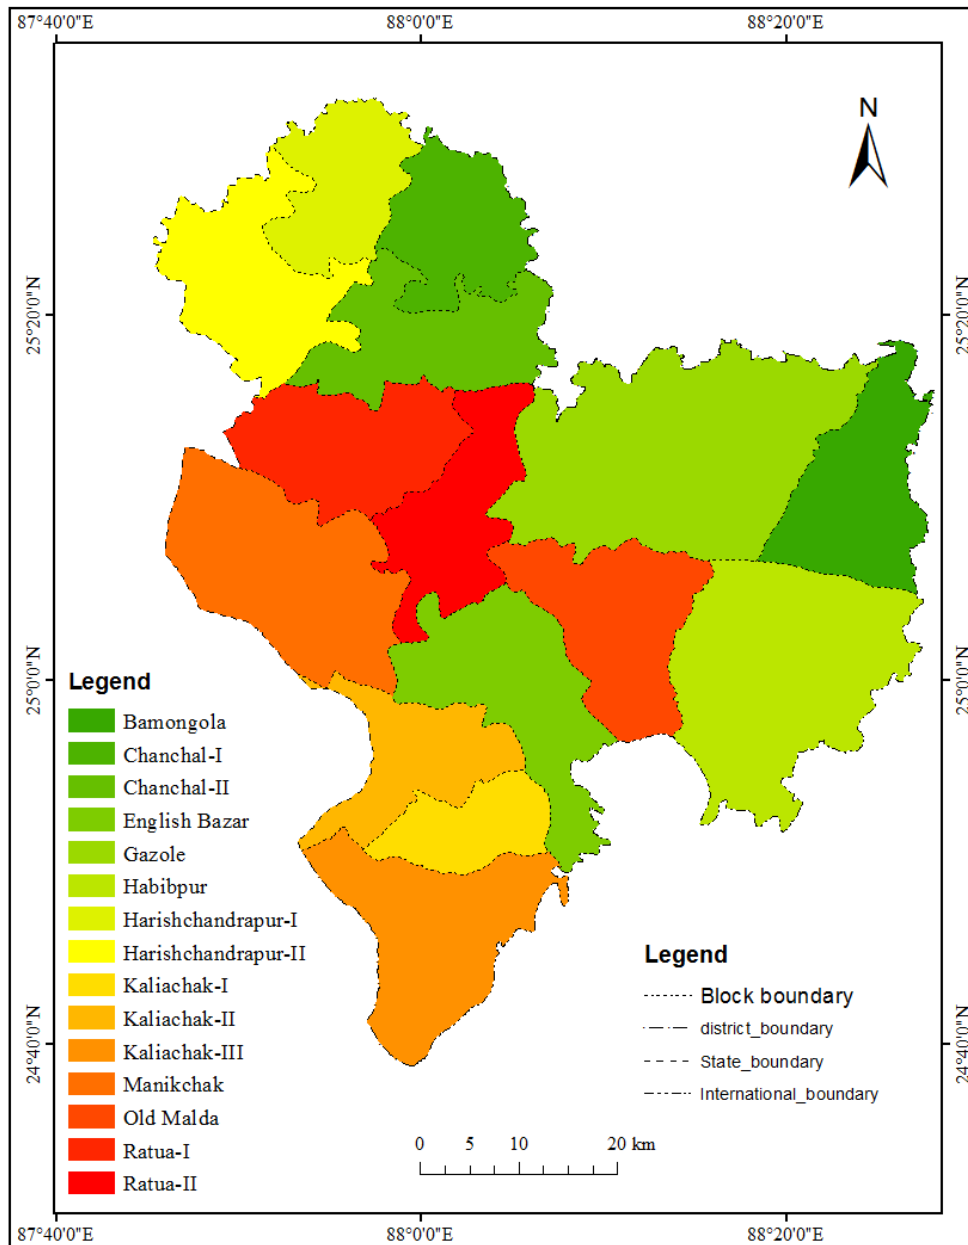 87°40'0"E 88°0'0"E 88°20'0"E
N
25°20'0"N 25°20'0"N
25°0'0"N 25°0'0"N
Legend
Bamongola
Chanchal-I
Chanchal-II
English Bazar
Gazole
Habibpur
Harishchandrapur-I
Harishchandrapur-II
Kaliachak-I
Kaliachak-II
Kaliachak-III
Manikchak
Old Malda
Ratua-I
Ratua-II
Legend
Block boundary
district_boundary
State_boundary
International_boundary
24°40'0"N 24°40'0"N
0 5 10 20 km
87°40'0"E 88°0'0"E 88°20'0"E